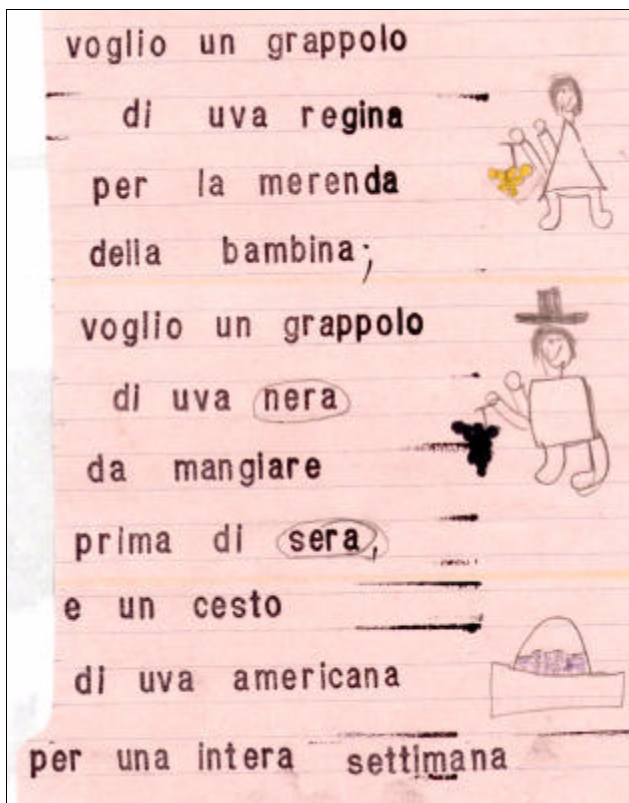 voglio un grappolo
di uva regina
per la merenda
della bambina;
voglio un grappolo
di uva nera
da mangiare
prima di sera,
e un cesto
di uva americana
per una intera settimana